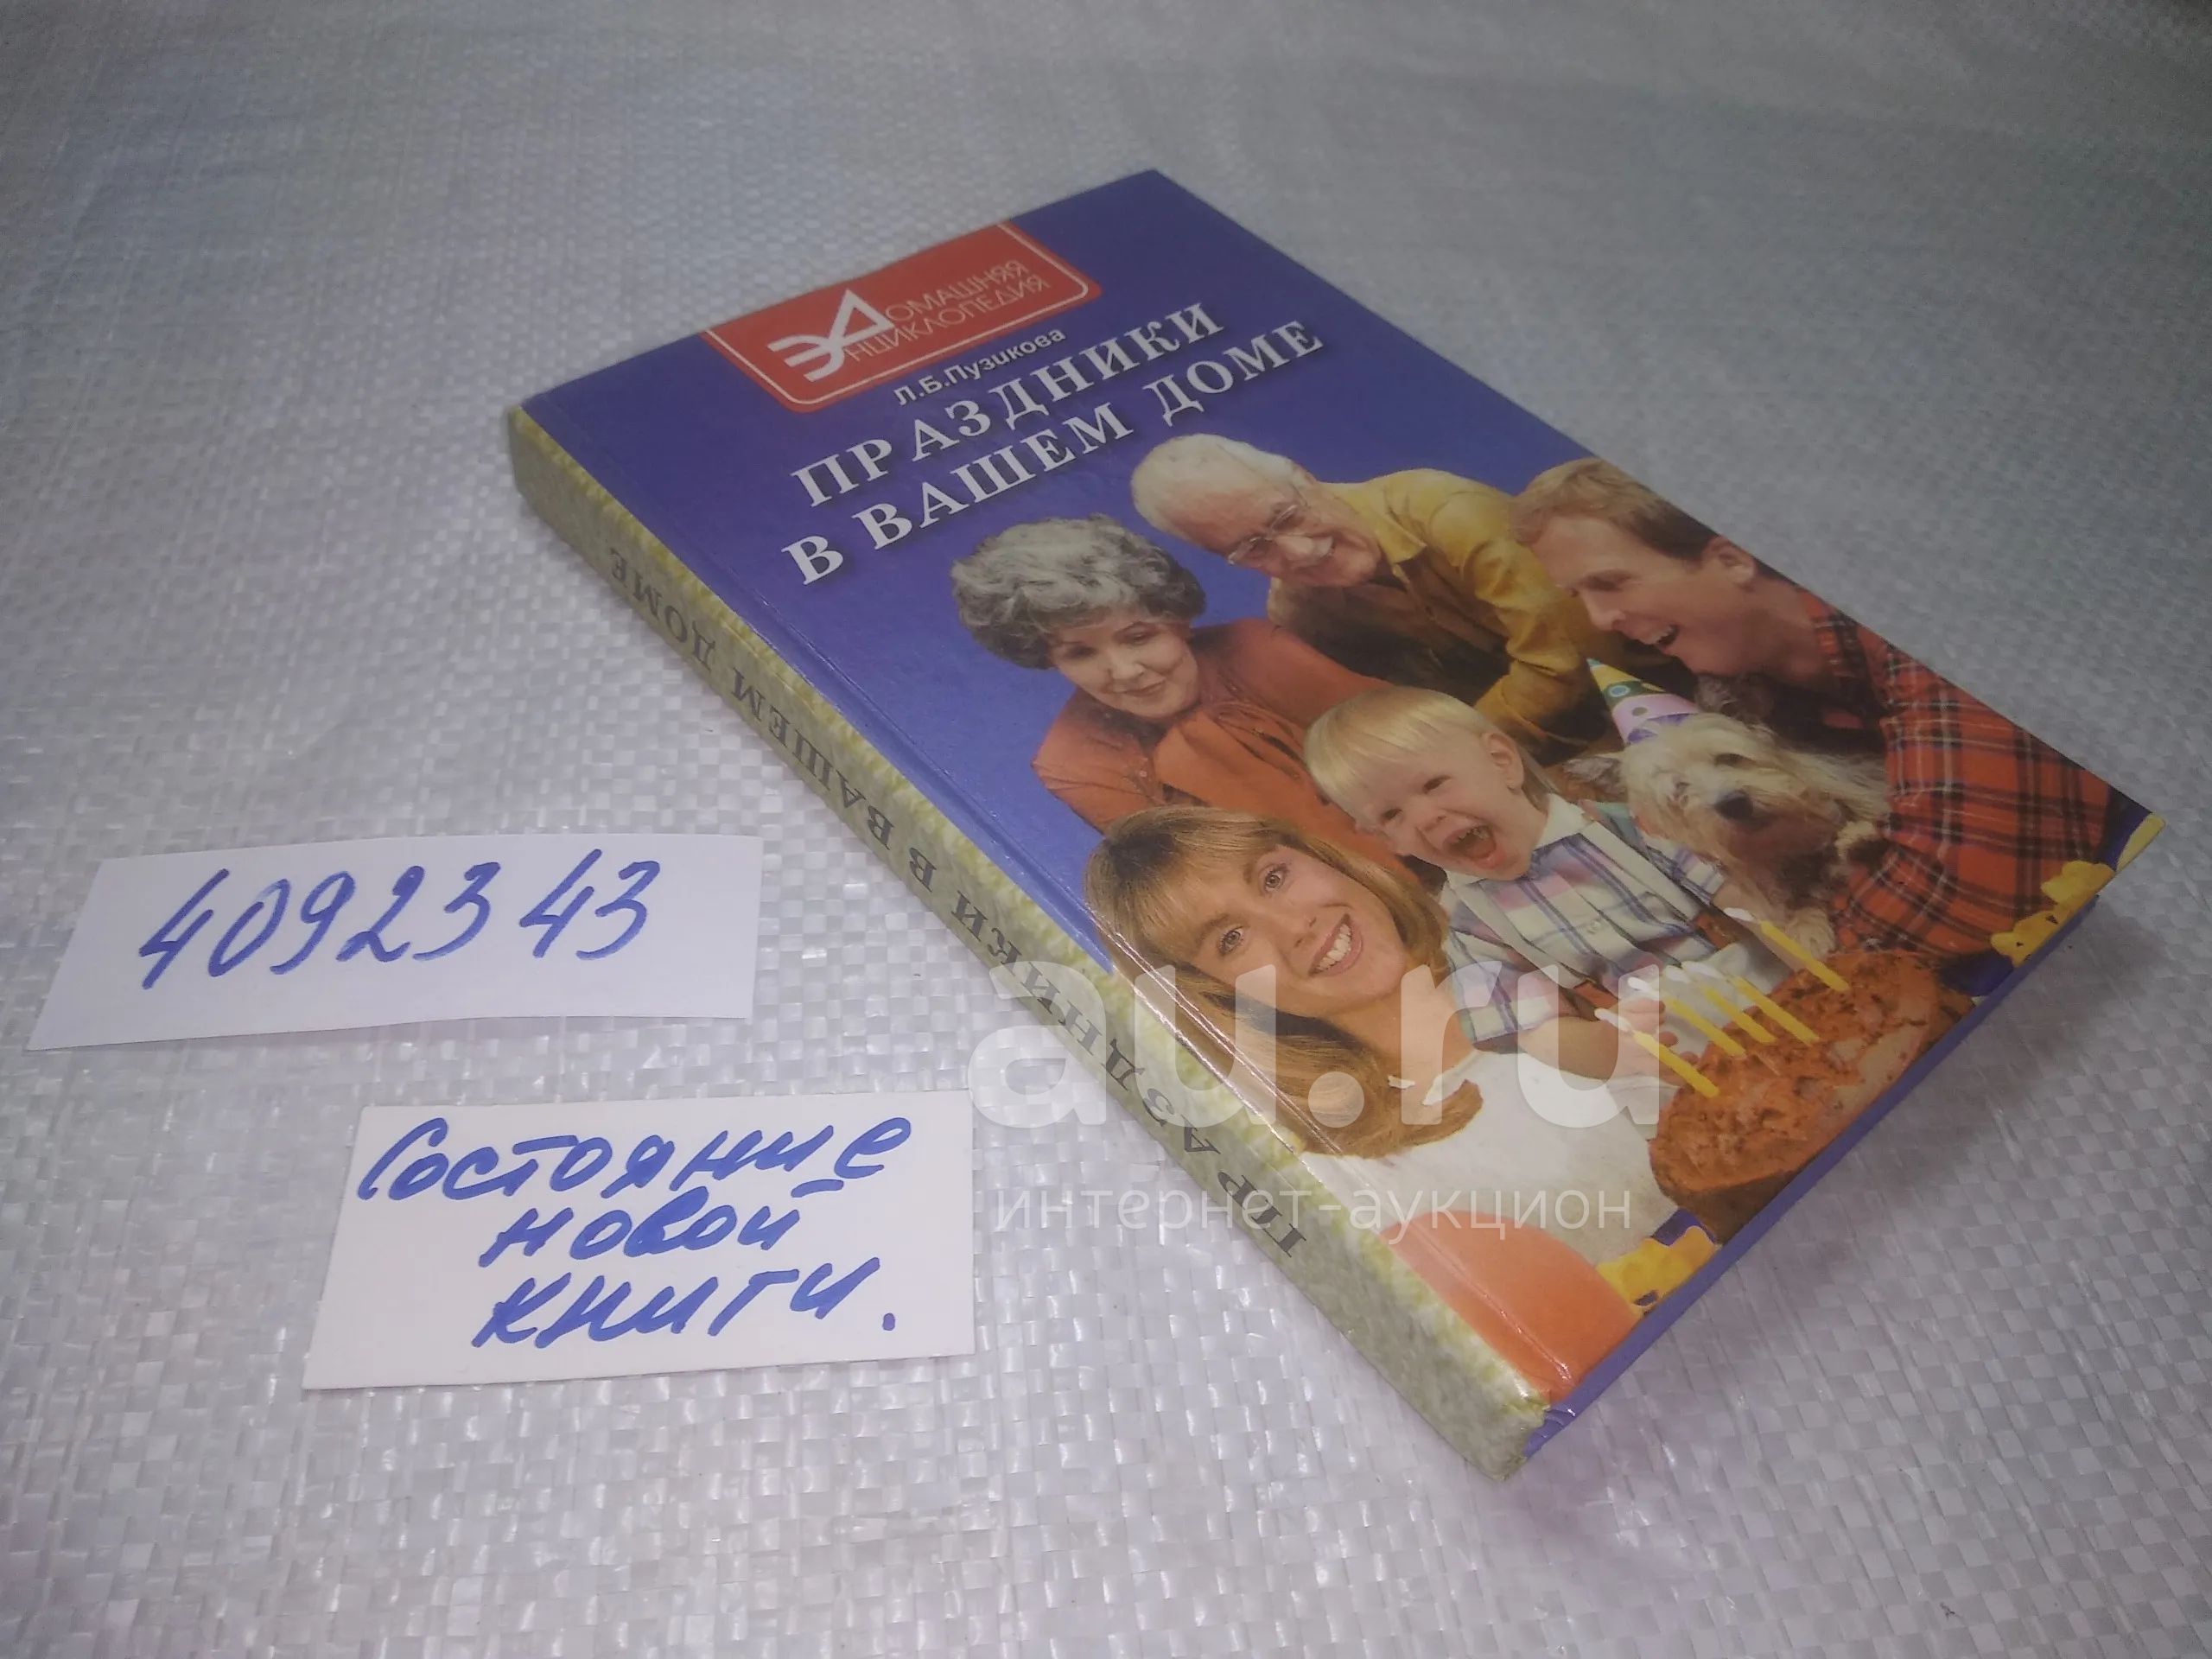 ДОМАШНЯЯ
ЭНЦИКЛОПЕДИЯ
Л.Б.Пузикова
ПРАЗДНИКИ
В ВАШЕМ ДОМЕ
ПРАЗДНИКИ В ВАШЕМ ДОМЕ
4092343
Состояние
новой
книги.
au.ru
интернет-аукцион